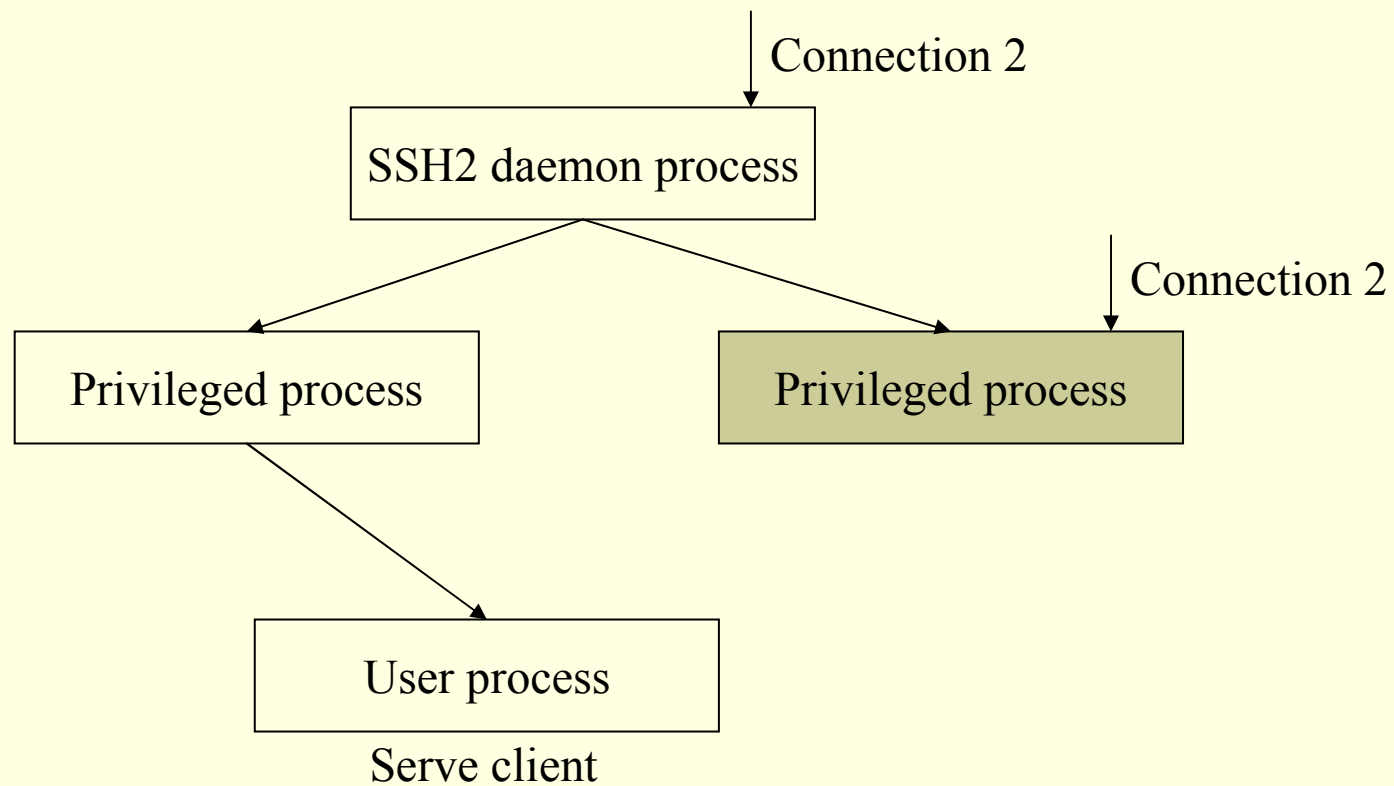 Connection 2
SSH2 daemon process
Connection 2
Privileged process
Privileged process
User process
Serve client